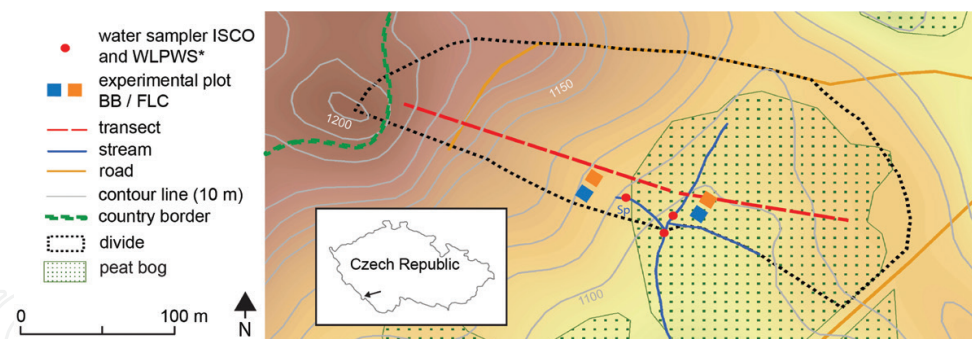 water sampler ISCO
and WLPWS*
experimental plot
BB / FLC
transect
stream
road
contour line (10 m)
country border
divide
peat bog
0 100 m
N
1200
1150
Sp
1100
Czech Republic